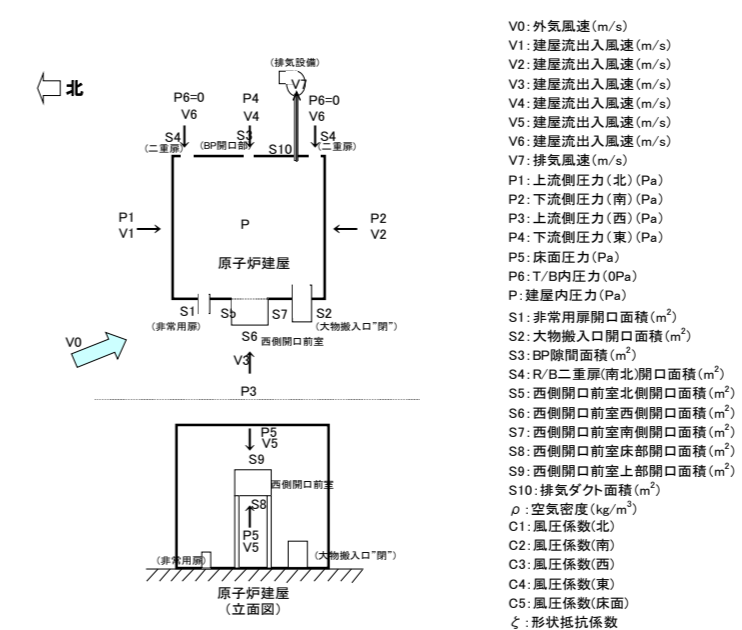 (排気設備)
V7
北
P6=0
P4
P6=0
V6
V4
V6
S4
S3
S4
(二重扉)
(BP開口部)
S10
(二重扉)
P1
V1
P
P2
V2
原子炉建屋
S1
S5
S7
S2
(非常用扉)
(大物搬入口"閉")
S6
西側開口前室
V0
V3
P3
P5
V5
S9
西側開口前室
S8
P5
V5
(非常用扉)
(大物搬入口"閉")
原子炉建屋
(立面図)
V0:外気風速(m/s)
V1:建屋流出入風速(m/s)
V2:建屋流出入風速(m/s)
V3:建屋流出入風速(m/s)
V4:建屋流出入風速(m/s)
V5:建屋流出入風速(m/s)
V6:建屋流出入風速(m/s)
V7:排気風速(m/s)
P1:上流側圧力(北)(Pa)
P2:下流側圧力(南)(Pa)
P3:上流側圧力(西)(Pa)
P4:下流側圧力(東)(Pa)
P5:床面圧力(Pa)
P6:T/B内圧力(0Pa)
P:建屋内圧力(Pa)
S1:非常用扉開口面積(m²)
S2:大物搬入口開口面積(m²)
S3:BP隙間面積(m²)
S4:R/B二重扉(南北)開口面積(m²)
S5:西側開口前室北側開口面積(m²)
S6:西側開口前室西側開口面積(m²)
S7:西側開口前室南側開口面積(m²)
S8:西側開口前室床部開口面積(m²)
S9:西側開口前室上部開口面積(m²)
S10:排気ダクト面積(m²)
ρ:空気密度(kg/m³)
C1:風圧係数(北)
C2:風圧係数(南)
C3:風圧係数(西)
C4:風圧係数(東)
C5:風圧係数(床面)
ζ:形状抵抗係数